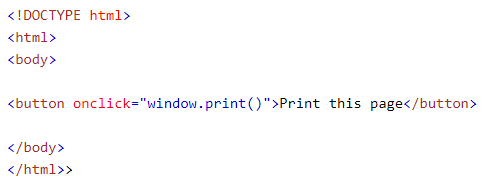 <!DOCTYPE html>
<html>
<body>
<button onclick="window.print()">Print this page</button>
</body>
</html>>